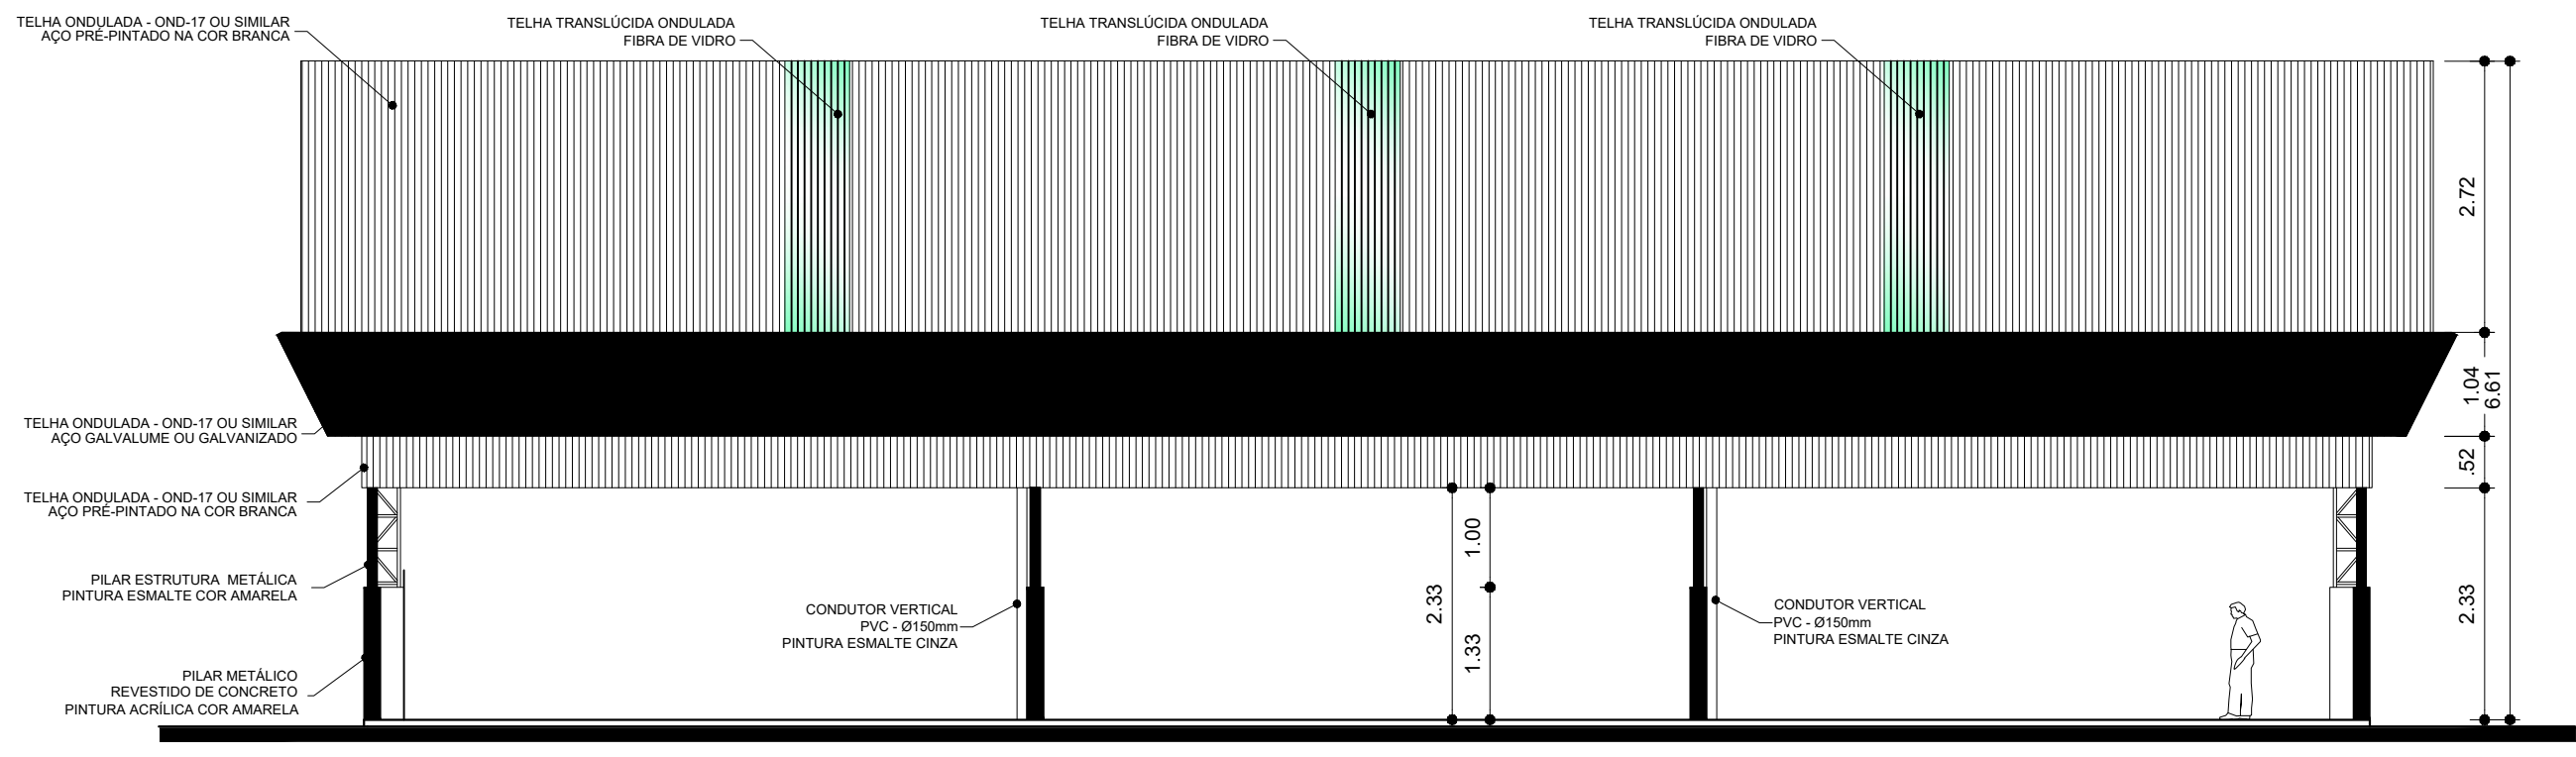 TELHA ONDULADA - OND-17 OU SIMILAR
AÇO PRÉ-PINTADO NA COR BRANCA
TELHA TRANSLÚCIDA ONDULADA
FIBRA DE VIDRO
TELHA TRANSLÚCIDA ONDULADA
FIBRA DE VIDRO
TELHA TRANSLÚCIDA ONDULADA
FIBRA DE VIDRO
2.72
1.04
6.61
TELHA ONDULADA - OND-17 OU SIMILAR
AÇO GALVALUME OU GALVANIZADO
.52
TELHA ONDULADA - OND-17 OU SIMILAR
AÇO PRÉ-PINTADO NA COR BRANCA
PILAR ESTRUTURA  METÁLICA
PINTURA ESMALTE COR AMARELA
PILAR METÁLICO
REVESTIDO DE CONCRETO
PINTURA ACRÍLICA COR AMARELA
CONDUTOR VERTICAL
PVC - Ø150mm
PINTURA ESMALTE CINZA
2.33
1.00
1.33
CONDUTOR VERTICAL
PVC - Ø150mm
PINTURA ESMALTE CINZA
2.33